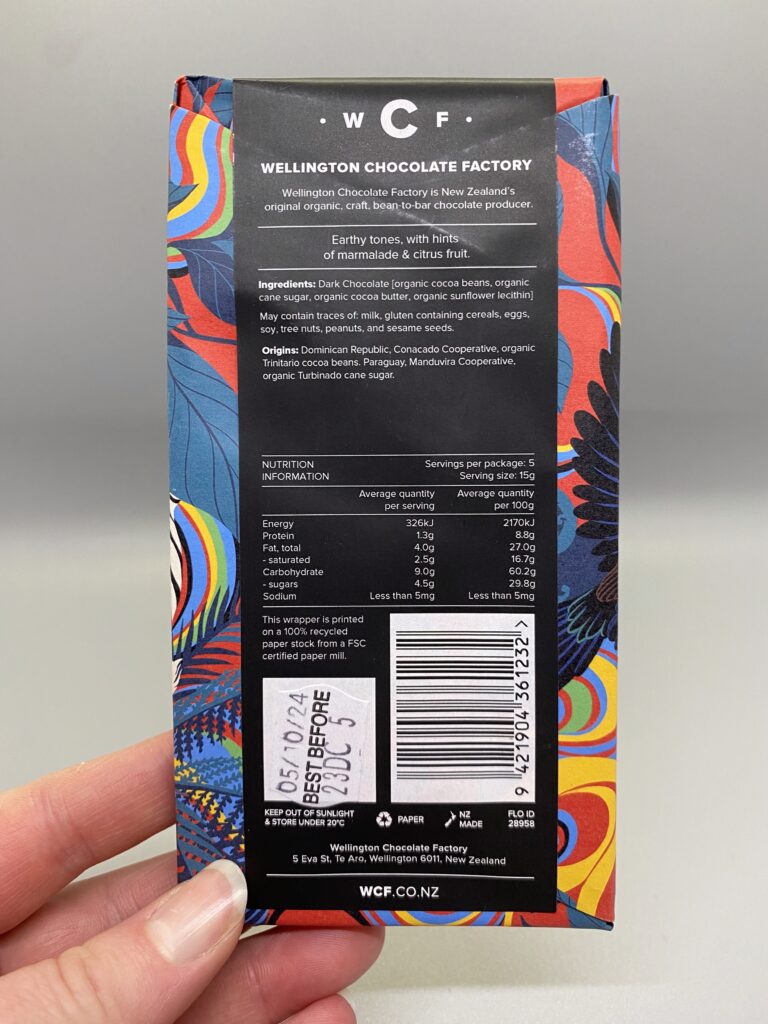 • W C F •
WELLINGTON CHOCOLATE FACTORY
Wellington Chocolate Factory is New Zealand's
original organic, craft, bean-to-bar chocolate producer.
Earthy tones, with hints
of marmalade & citrus fruit.
Ingredients: Dark Chocolate [organic cocoa beans, organic
cane sugar, organic cocoa butter, organic sunflower lecithin]
May contain traces of: milk, gluten containing cereals, eggs,
soy, tree nuts, peanuts, and sesame seeds.
Origins: Dominican Republic, Conacado Cooperative, organic
Trinitario cocoa beans. Paraguay, Manduvira Cooperative,
organic Turbinado cane sugar.
NUTRITION Servings per package: 5
INFORMATION Serving size: 15g
Average quantity Average quantity
per serving per 100g
Energy 326kJ 2170kJ
Protein 1.3g 8.8g
Fat, total 4.0g 27.0g
- saturated 2.5g 16.7g
Carbohydrate 9.0g 60.2g
- sugars 4.5g 29.8g
Sodium Less than 5mg Less than 5mg
This wrapper is printed
on a 100% recycled
paper stock from a FSC
certified paper mill.
05/10/24
BEST BEFORE
23DC 5
9 421904 361232 >
KEEP OUT OF SUNLIGHT
& STORE UNDER 20°C
PAPER
NZ
MADE
FLO ID
28958
Wellington Chocolate Factory
5 Eva St, Te Aro, Wellington 6011, New Zealand
WCF.CO.NZ